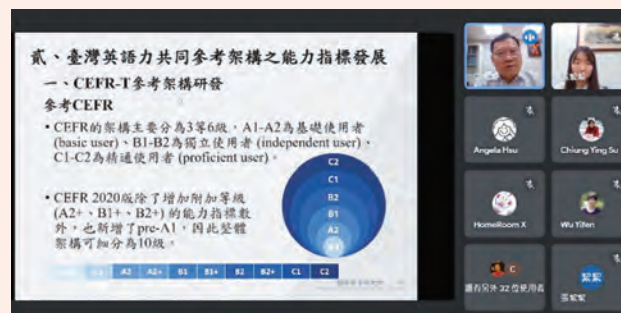 貳、臺灣英語力共同參考架構之能力指標發展
一、CEFR-T參考架構研發
參考CEFR
•CEFR的架構主要分為3等6級,A1-A2為基礎使用者
(basic user)、B1-B2為獨立使用者 (independent user)、
C1-C2為精通使用者 (proficient user)。
•CEFR 2020版除了增加附加等級
(A2+、B1+、B2+) 的能力指標數
外,也新增了pre-A1,因此整體
架構可細分為10級。
C2
C1
B2
B1
A2
A2 A2+ B1 B1+ B2 B2+ C1 C2
Angela Hsu
Chiung Ying Su
HomeRoom X
Wu Yifen
C
還有另外 32 位使用者
絮絮